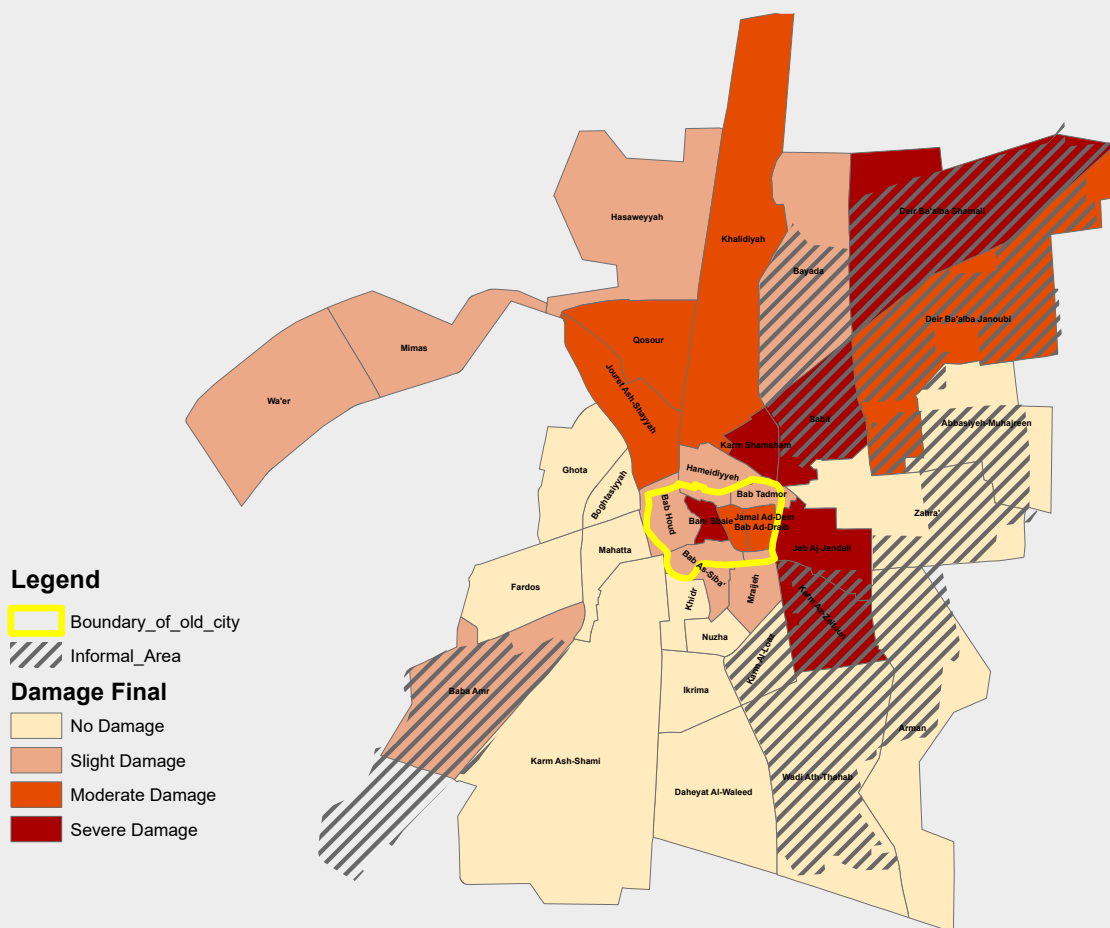 Hasaweyyah
Khalidiyah
Deir Ba'alba Shamali
Bayada
Deir Ba'alba Janoubi
Qosour
Mimas
Jouret Ash-Shayyah
Wa'er
Sabil
Abbasiyeh-Muhajreen
Karm Shemsham
Ghota
Hameidiyyeh
Boghtasiyyah
Bab Tadmor
Bab Houd
Zahra'
Bani Sbaie
Jamal Ad-Dein
Bab Ad-Draib
Mahatta
Jeb Aj-Jandali
Bab As-Siba'
Fardos
Khidr
Mraijeh
Karm Az-Zaitoun
Nuzha
Karm Al-Louz
Baba Amr
Ikrima
Arman
Karm Ash-Shami
Wadi Ath-Thahab
Daheyat Al-Waleed
Legend
Boundary_of_old_city
Informal_Area
Damage Final
No Damage
Slight Damage
Moderate Damage
Severe Damage